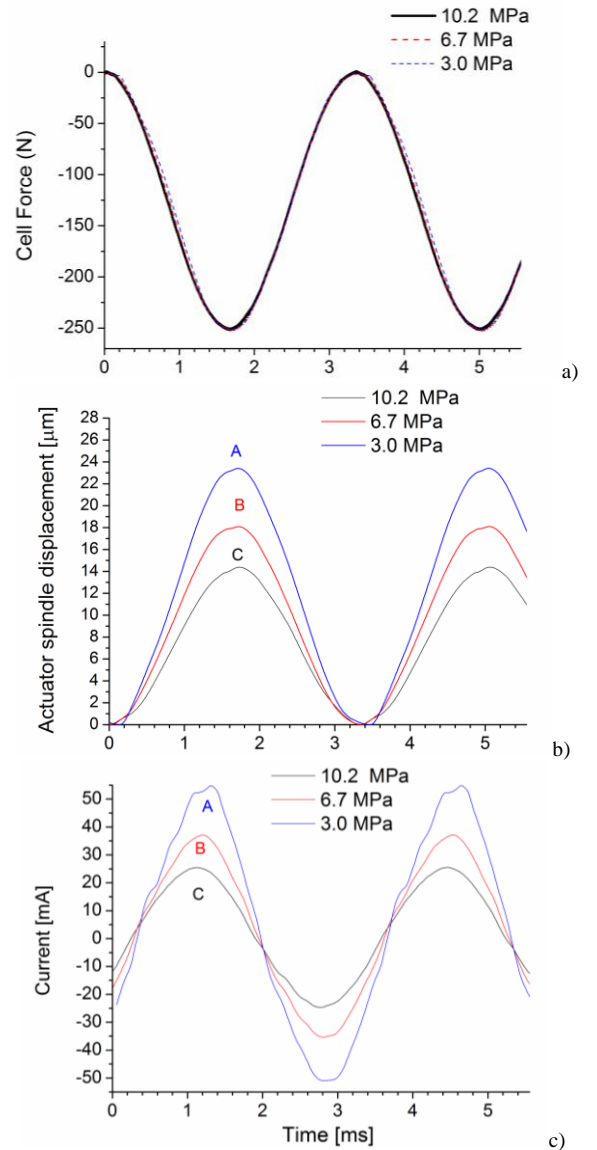 10.2 MPa
6.7 MPa
3.0 MPa
Cell Force (N)
0
-50
-100
-150
-200
-250
0 1 2 3 4 5
a)
10.2 MPa
6.7 MPa
3.0 MPa
Actuator spindle displacement [μm]
28
26
24
22
20
18
16
14
12
10
8
6
4
2
0
A
B
C
0 1 2 3 4 5
b)
10.2 MPa
6.7 MPa
3.0 MPa
Current [mA]
50
40
30
20
10
0
-10
-20
-30
-40
-50
A
B
C
0 1 2 3 4 5
Time [ms]
c)